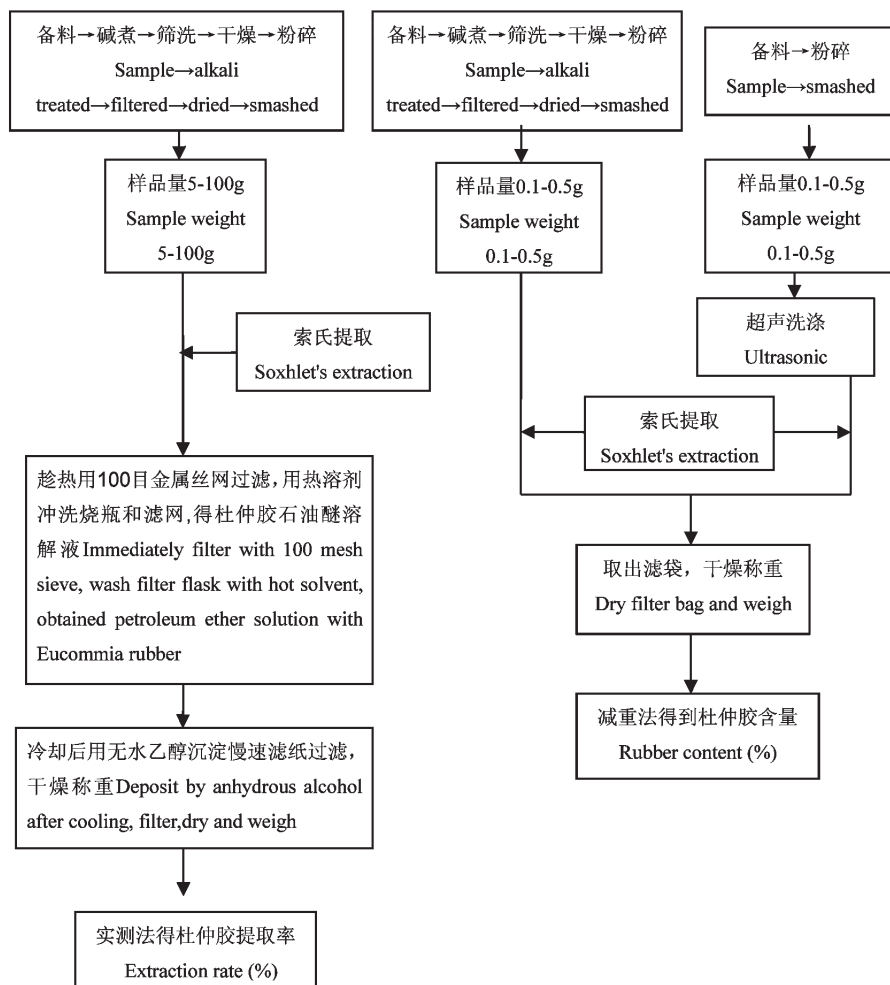 备料→碱煮→筛洗→干燥→粉碎
Sample→alkali
treated→filtered→dried→smashed
样品量5-100g
Sample weight
5-100g
索氏提取
Soxhlet's extraction
趁热用100目金属丝网过滤，用热溶剂
冲洗烧瓶和滤网,得杜仲胶石油醚溶
解液Immediately filter with 100 mesh
sieve, wash filter flask with hot solvent,
obtained petroleum ether solution with
Eucommia rubber
冷却后用无水乙醇沉淀慢速滤纸过滤，
干燥称重Deposit by anhydrous alcohol
after cooling, filter,dry and weigh
实测法得杜仲胶提取率
Extraction rate (%)
备料→碱煮→筛洗→干燥→粉碎
Sample→alkali
treated→filtered→dried→smashed
样品量0.1-0.5g
Sample weight
0.1-0.5g
备料→粉碎
Sample→smashed
样品量0.1-0.5g
Sample weight
0.1-0.5g
超声洗涤
Ultrasonic
索氏提取
Soxhlet's extraction
取出滤袋，干燥称重
Dry filter bag and weigh
减重法得到杜仲胶含量
Rubber content (%)